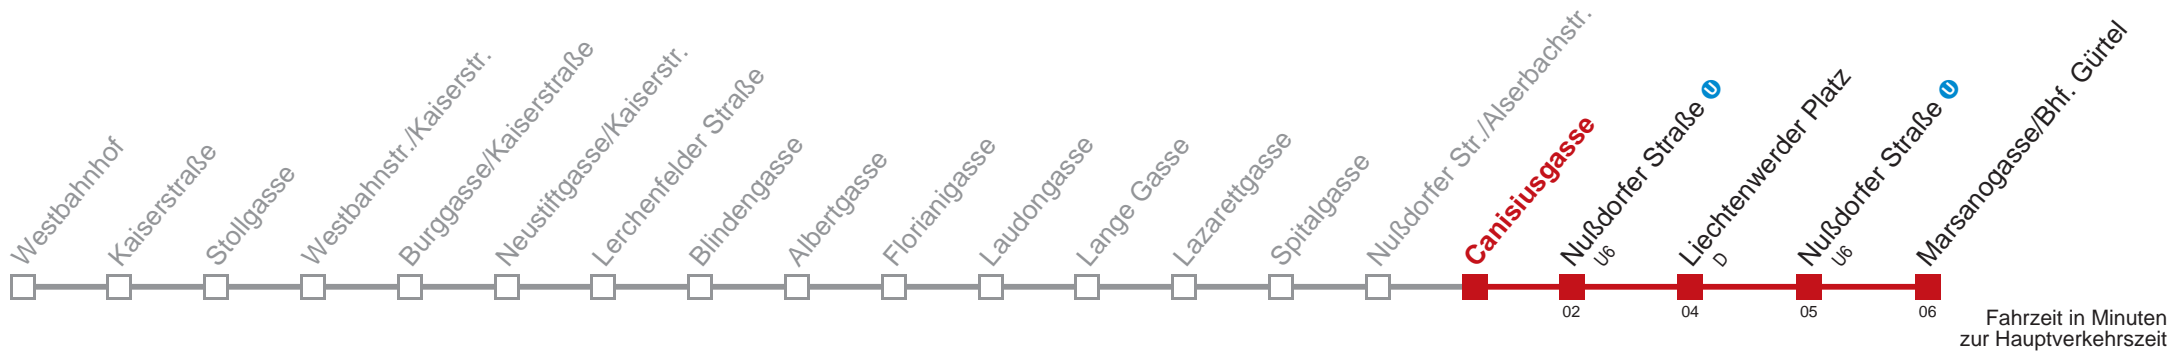 Westbahnhof
Kaiserstraße
Stollgasse
Westbahnstr./Kaiserstr.
Burggasse/Kaiserstraße
Neustiftgasse/Kaiserstr.
Lerchenfelder Straße
Blindengasse
Albertgasse
Florianigasse
Laudongasse
Lange Gasse
Lazarettgasse
Spitalgasse
Nußdorfer Str./Alserbachstr.
Canisiusgasse
Nußdorfer Straße U
U6
Liechtenwerder Platz
D
Nußdorfer Straße U
U6
Marsanogasse/Bhf. Gürtel
02
04
05
06
Fahrzeit in Minuten
zur Hauptverkehrszeit